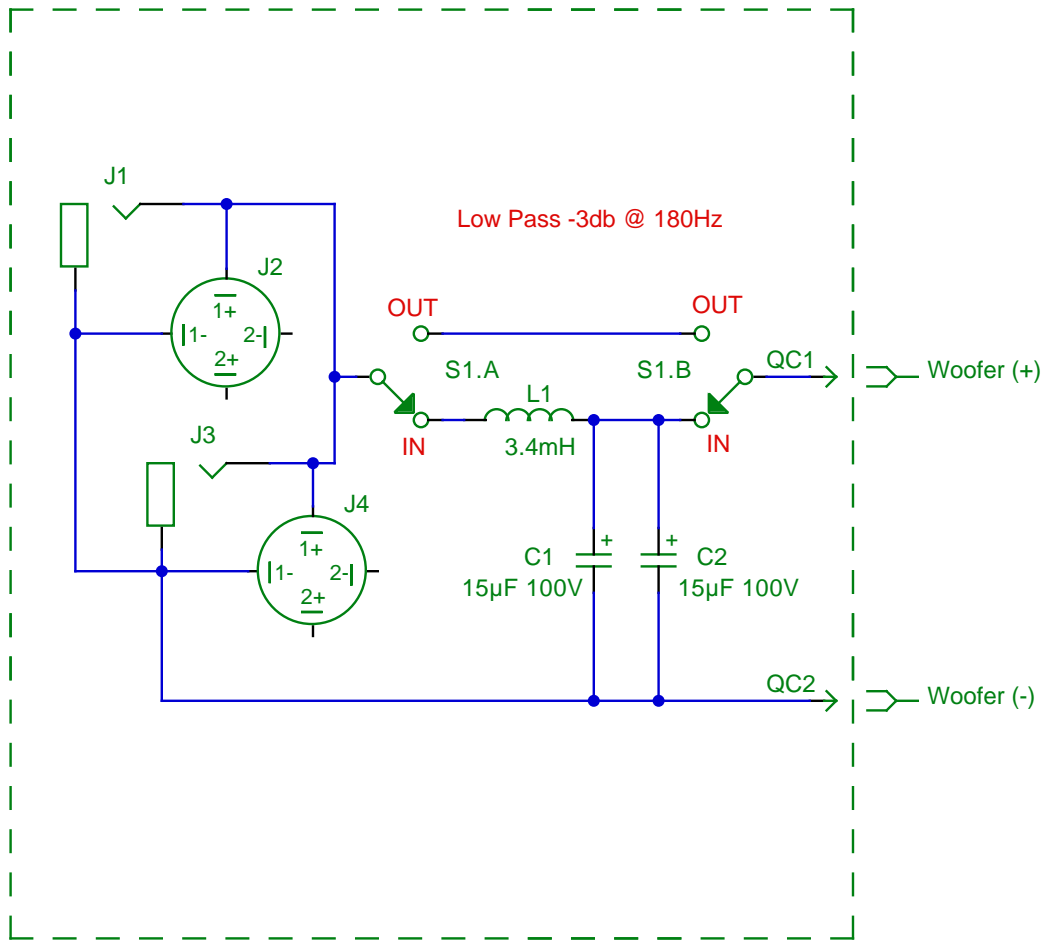 J1
Low Pass -3db @ 180Hz
J2
1+
1-
2-
2+
OUT
OUT
S1.A
S1.B
QC1
Woofer (+)
L1
3.4mH
IN
IN
J3
J4
1+
1-
2-
2+
+
+
C1
C2
15µF 100V
15µF 100V
QC2
Woofer (-)